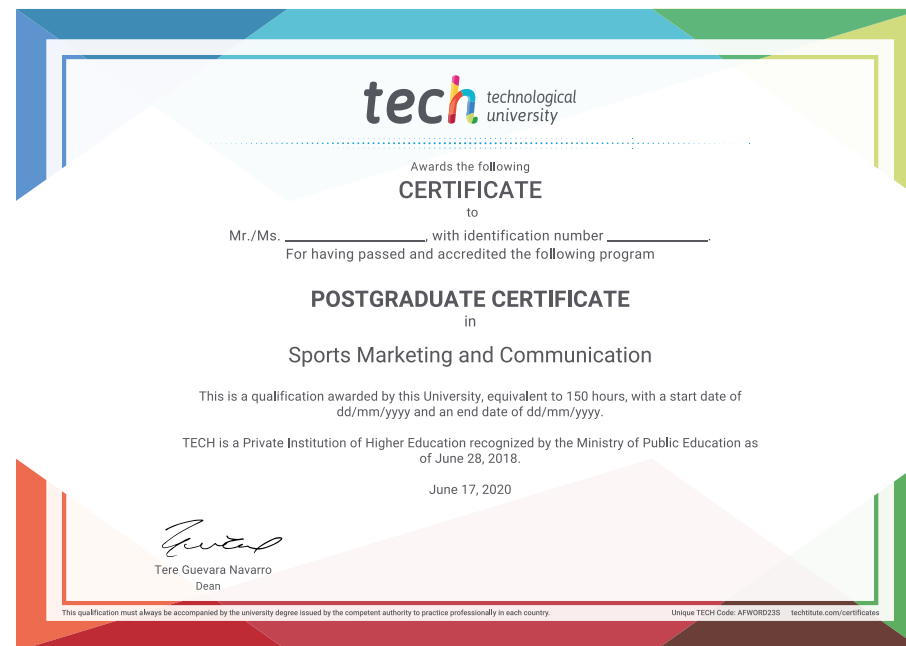 tech technological
university
Awards the following
CERTIFICATE
to
Mr./Ms. ____________________, with identification number ______________.
For having passed and accredited the following program
POSTGRADUATE CERTIFICATE
in
Sports Marketing and Communication
This is a qualification awarded by this University, equivalent to 150 hours, with a start date of
dd/mm/yyyy and an end date of dd/mm/yyyy.
TECH is a Private Institution of Higher Education recognized by the Ministry of Public Education as
of June 28, 2018.
June 17, 2020
Tere Guevara Navarro
Dean
This qualification must always be accompanied by the university degree issued by the competent authority to practice professionally in each country.
Unique TECH Code: AFWORD23S techtitute.com/certificates